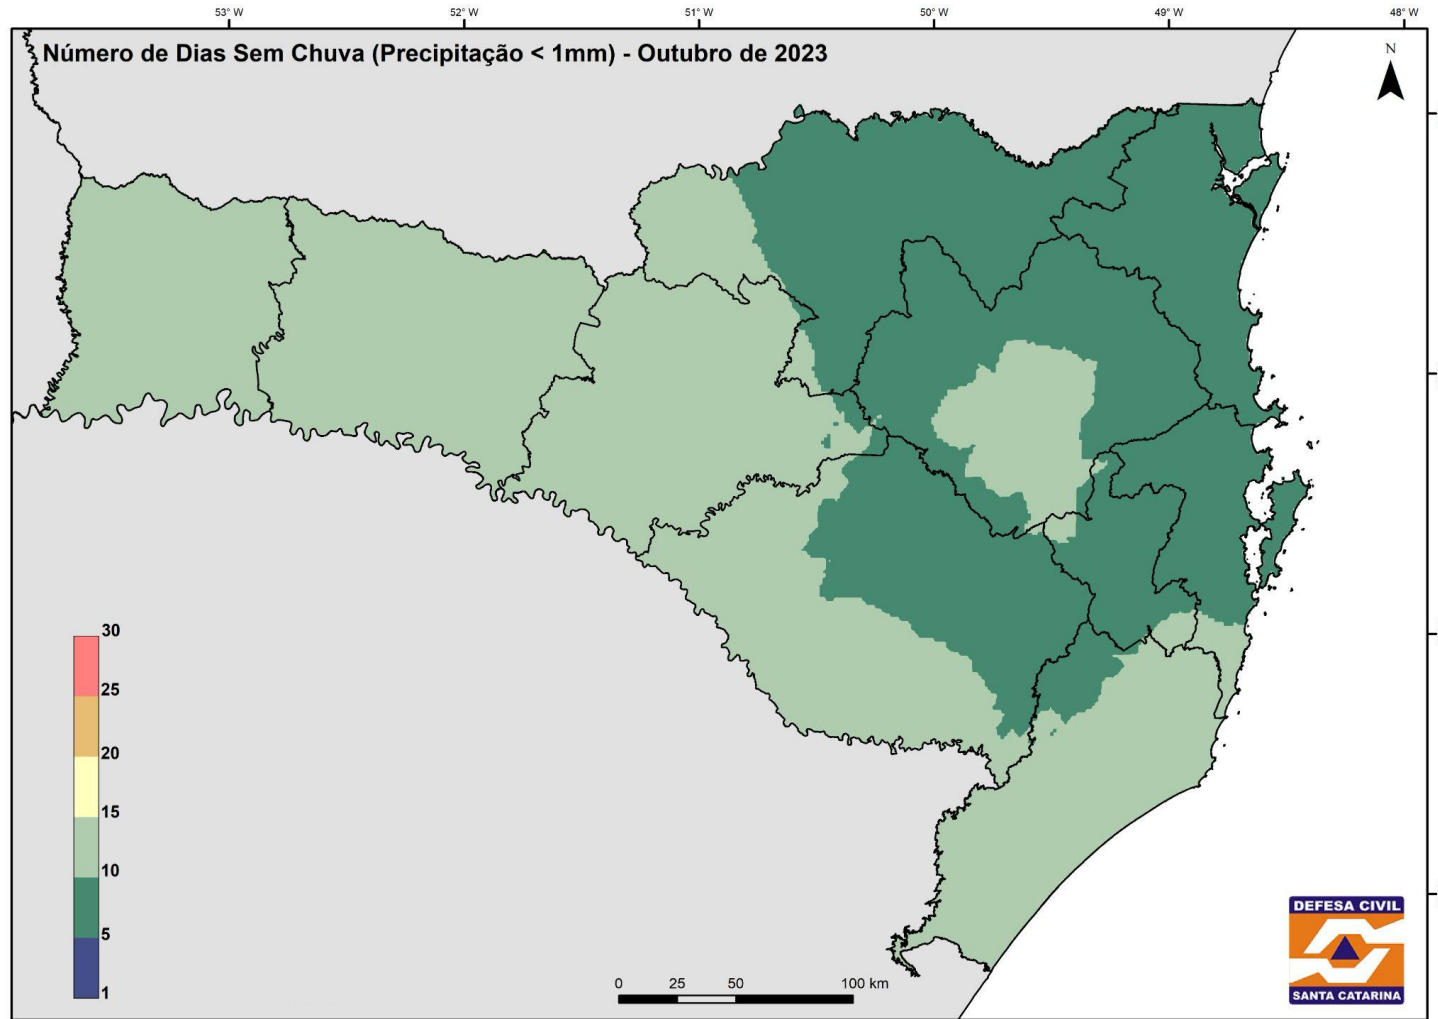 53° W 52° W 51° W 50° W 49° W 48° W
Número de Dias Sem Chuva (Precipitação < 1mm) - Outubro de 2023
N
30
25
20
15
10
5
1
0 25 50 100 km
DEFESA CIVIL
SANTA CATARINA